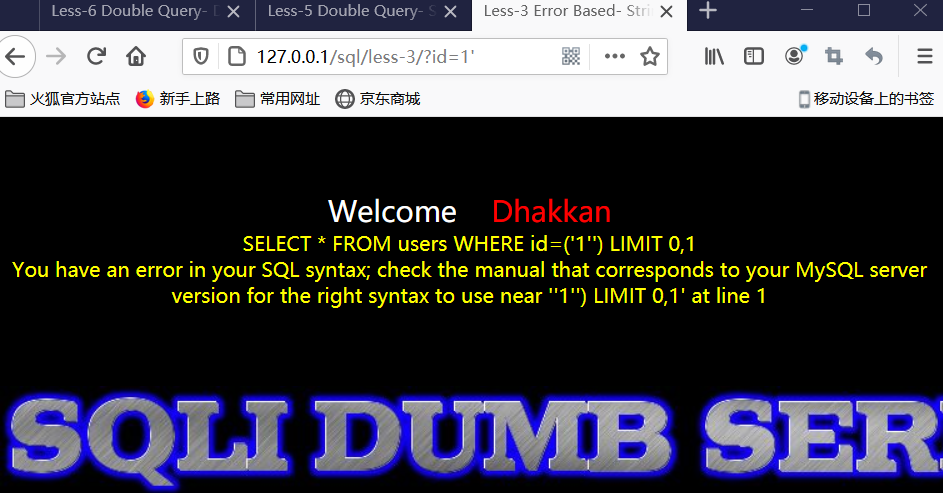 Less-6 Double Query- D
Less-5 Double Query- S
Less-3 Error Based- Strin
127.0.0.1/sql/less-3/?id=1'
火狐官方站点
新手上路
常用网址
京东商城
移动设备上的书签
Welcome Dhakkan
SELECT * FROM users WHERE id=('1'') LIMIT 0,1
You have an error in your SQL syntax; check the manual that corresponds to your MySQL server
version for the right syntax to use near ''1'') LIMIT 0,1' at line 1
SQLI DUMB SER